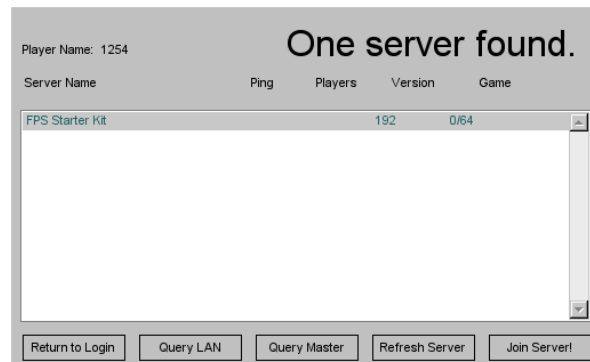 Player Name: 1254
One server found.
Server Name Ping Players Version Game
FPS Starter Kit 192 0/64
Return to Login Query LAN Query Master Refresh Server Join Server!